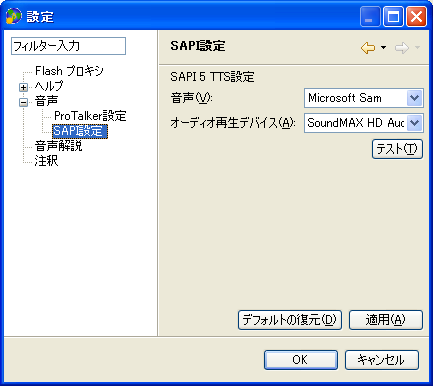 設定
フィルター入力
Flash プロキシ
ヘルプ
音声
ProTalker設定
SAPI設定
音声解説
注釈
SAPI設定
SAPI 5 TTS設定
音声(V): Microsoft Sam
オーディオ再生デバイス(A): SoundMAX HD Aud
テスト(T)
デフォルトの復元(D) 適用(A)
OK キャンセル